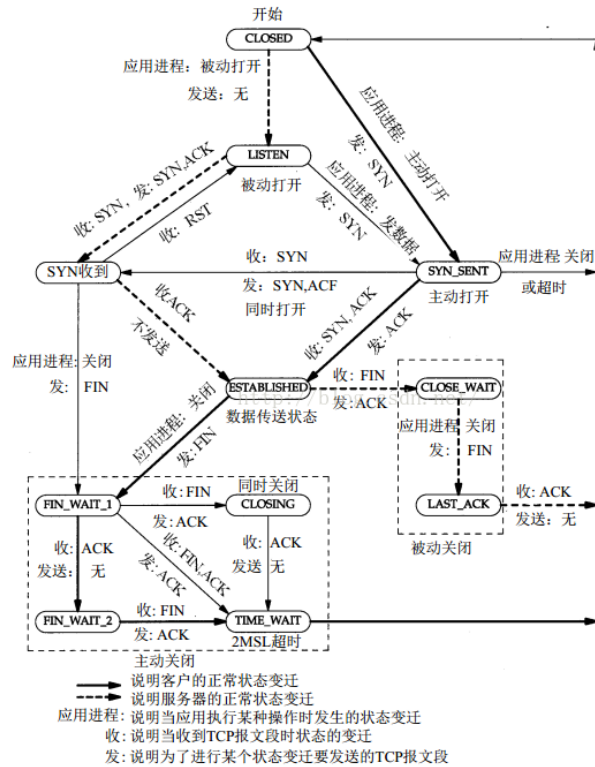 开始
CLOSED
应用进程：被动打开
发送：无
应用进程：主动打开
发：SYN
LISTEN
被动打开
收：SYN，发：SYN,ACK
收：RST
应用进程：发数据
发：SYN
SYN收到
收：SYN
发：SYN,ACF
同时打开
SYN_SENT
主动打开
应用进程 关闭
或超时
收ACK
不发送
收：SYN, ACK
发：ACK
应用进程：关闭
发： FIN
ESTABLISHED
数据传送状态
收：FIN
发：ACK
CLOSE_WAIT
应用进程：关闭
发：FIN
应用进程：关闭
发： FIN
LAST_ACK
收：ACK
发送：无
被动关闭
FIN_WAIT_1
收：FIN
发：ACK
同时关闭
CLOSING
收：ACK
发送： 无
收：FIN,ACK
发：ACK
收：ACK
发送 无
FIN_WAIT_2
收：FIN
发：ACK
TIME_WAIT
2MSL超时
主动关闭
说明客户的正常状态变迁
说明服务器的正常状态变迁
应用进程：说明当应用执行某种操作时发生的状态变迁
收：说明当收到TCP报文段时状态的变迁
发：说明为了进行某个状态变迁要发送的TCP报文段